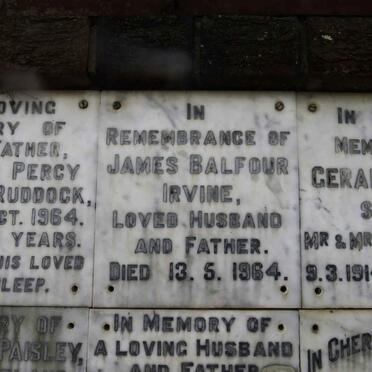 OVING
RY OF
FATHER,
PERCY
RUDDOCK,
CT. 1964.
YEARS.
HIS LOVED
LEEP.
IN
REMEMBRANCE OF
JAMES BALFOUR
IRVINE,
LOVED HUSBAND
AND FATHER.
DIED 13. 5. 1964.
IN
MEM
GERA
S
MR & MR
9.3.191
RY OF
PAISLEY,
IN MEMORY OF
A LOVING HUSBAND
AND FATHER
IN CHER